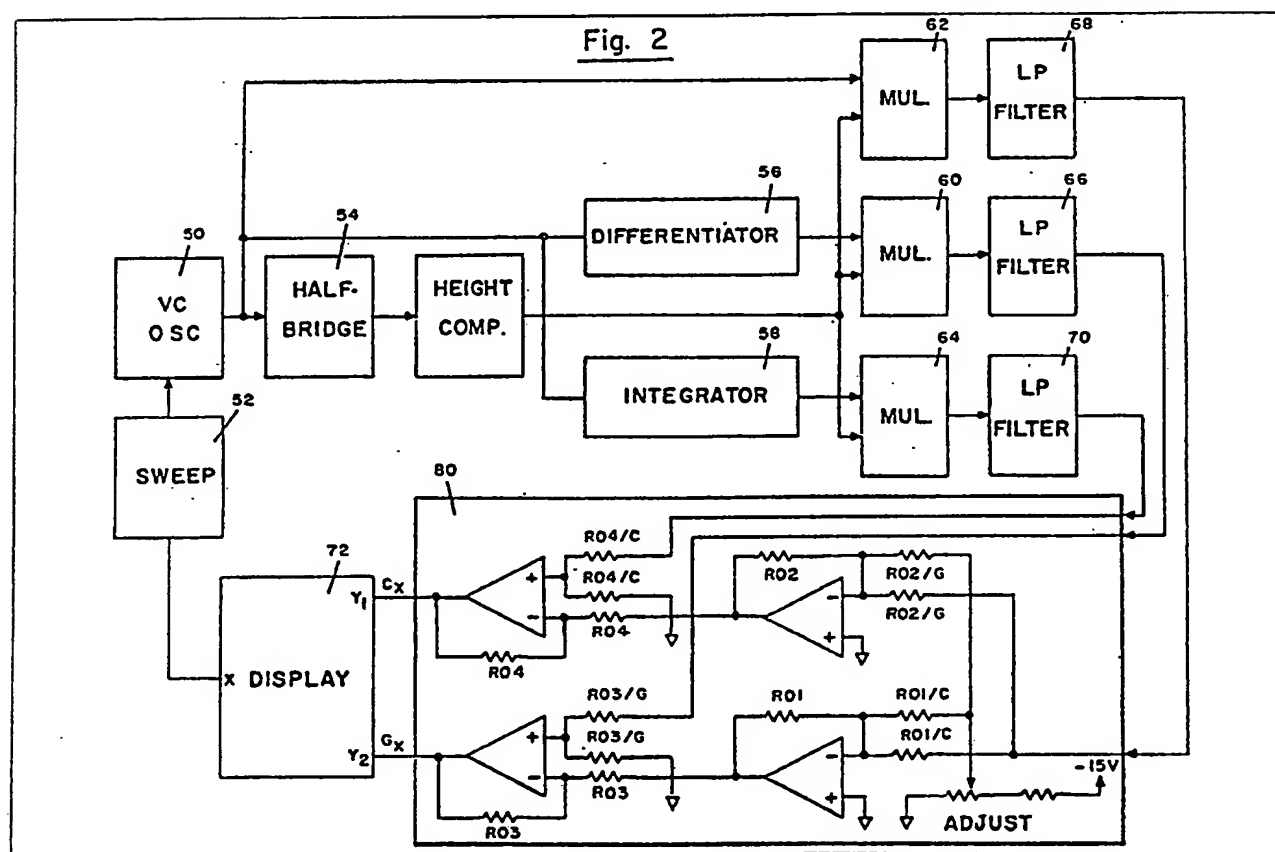 Fig. 2
62
68
MUL.
LP
FILTER
56
60
66
DIFFERENTIATOR
MUL.
LP
FILTER
50
54
VC
OSC
HALF-
BRIDGE
HEIGHT
COMP.
58
64
70
INTEGRATOR
MUL.
LP
FILTER
52
SWEEP
80
R04/C
R04/C
R02
R02/G
R02/G
72
Cx
Y1
+
-
R04
-
+
R04
X DISPLAY
R03/G
R03/G
R01
R01/C
R01/C
Gx
Y2
+
-
R03
-
+
-15V
R03
ADJUST